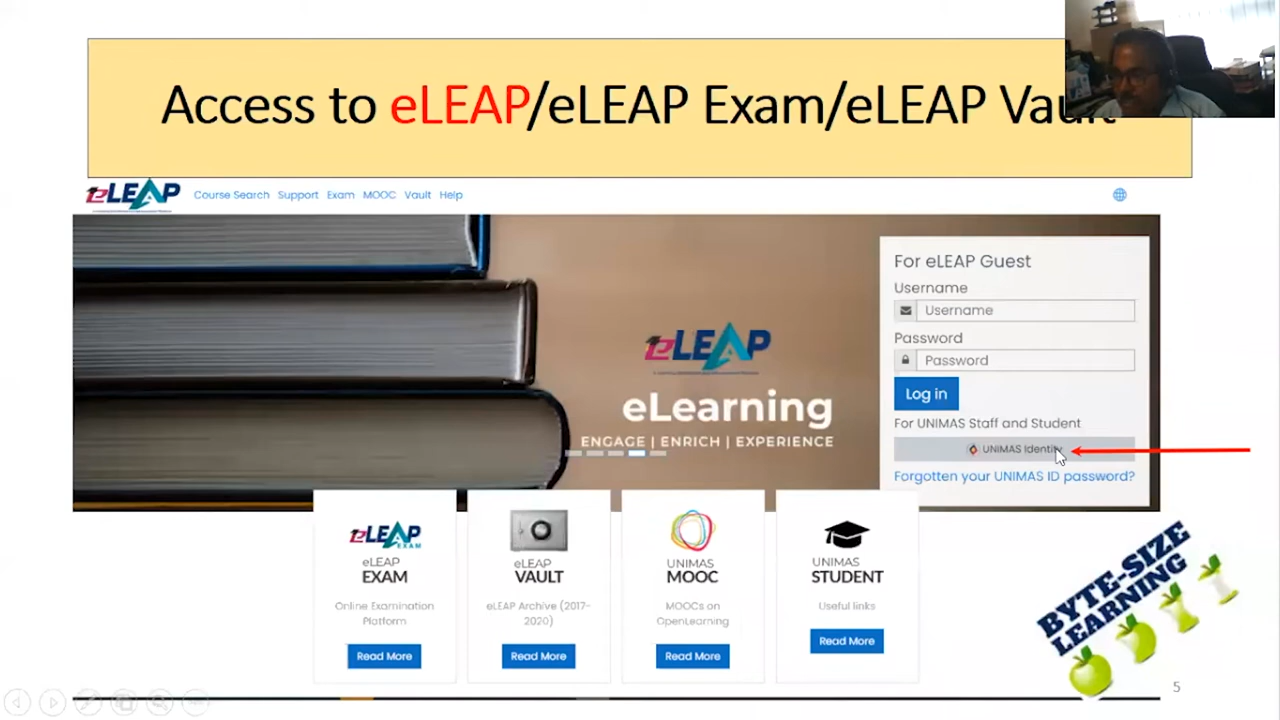 Access to eLEAP/eLEAP Exam/eLEAP Vault
eLEAP
Course Search Support Exam MOOC Vault Help
For eLEAP Guest
Username
Username
Password
Password
Log in
For UNIMAS Staff and Student
UNIMAS Identity
Forgotten your UNIMAS ID password?
eLEAP
eLearning
ENGAGE | ENRICH | EXPERIENCE
eLEAP
EXAM
eLEAP
EXAM
Online Examination
Platform
Read More
eLEAP
VAULT
eLEAP Archive (2017-
2020)
Read More
UNIMAS
MOOC
MOOCs on
OpenLearning
Read More
UNIMAS
STUDENT
Useful links
Read More
BYTE-SIZE
LEARNING
5